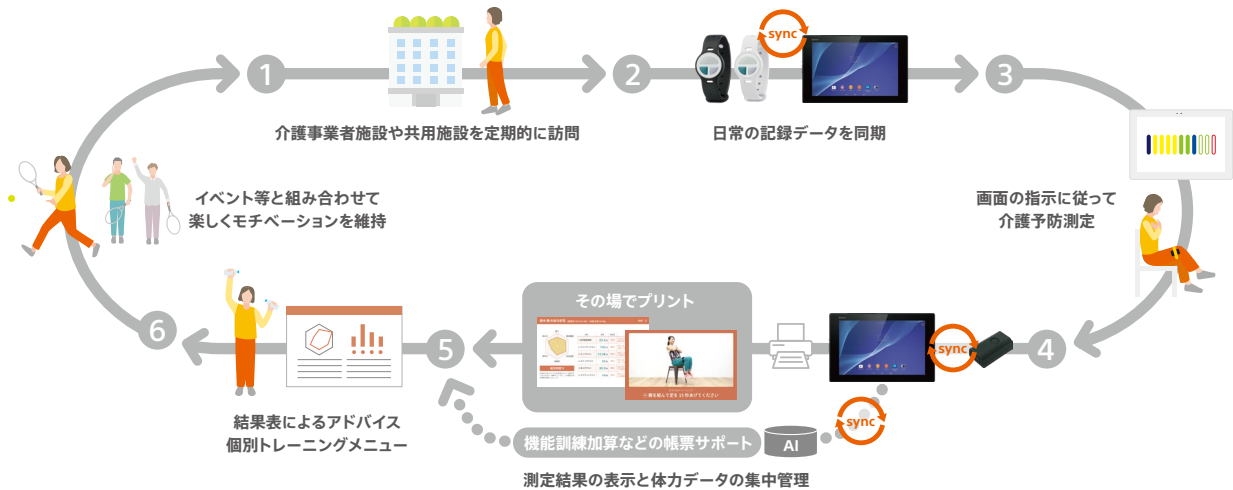 1
介護事業者施設や共用施設を定期的に訪問
2
sync
日常の記録データを同期
3
画面の指示に従って
介護予防測定
4
sync
sync
その場でプリント
機能訓練加算などの帳票サポート
AI
測定結果の表示と体力データの集中管理
5
結果表によるアドバイス
個別トレーニングメニュー
6
イベント等と組み合わせて
楽しくモチベーションを維持